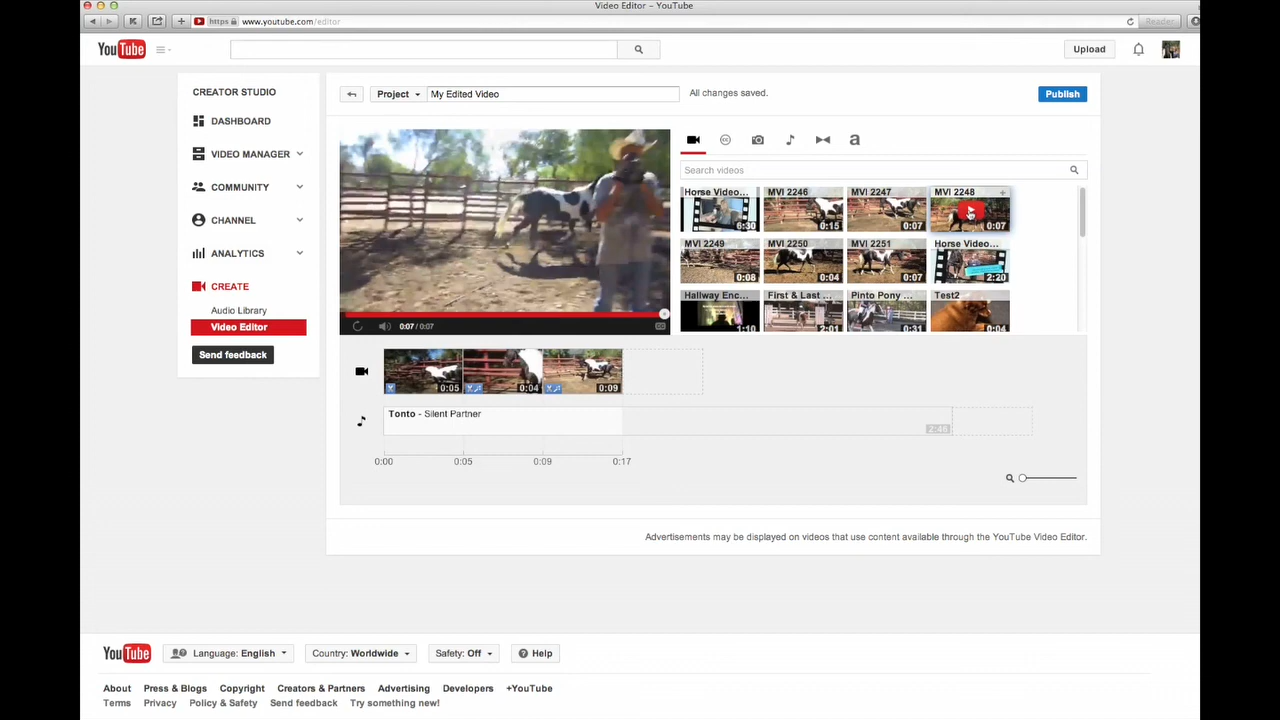 Video Editor – YouTube
https www.youtube.com/editor
Reader
YouTube
Upload
CREATOR STUDIO
DASHBOARD
VIDEO MANAGER
COMMUNITY
CHANNEL
ANALYTICS
CREATE
Audio Library
Video Editor
Send feedback
Project
My Edited Video
All changes saved.
Publish
cc
a
Search videos
Horse Video...
MVI 2246
MVI 2247
MVI 2248
+
6:30
0:15
0:07
0:07
MVI 2249
MVI 2250
MVI 2251
Horse Video...
0:08
0:04
0:07
2:20
Hallway Enc...
First & Last ...
Pinto Pony ...
Test2
1:10
2:01
0:31
0:04
0:07 / 0:07
0:05
0:04
0:09
Tonto - Silent Partner
2:46
0:00
0:05
0:09
0:17
Advertisements may be displayed on videos that use content available through the YouTube Video Editor.
YouTube
Language: English
Country: Worldwide
Safety: Off
Help
About Press & Blogs Copyright Creators & Partners Advertising Developers +YouTube
Terms Privacy Policy & Safety Send feedback Try something new!